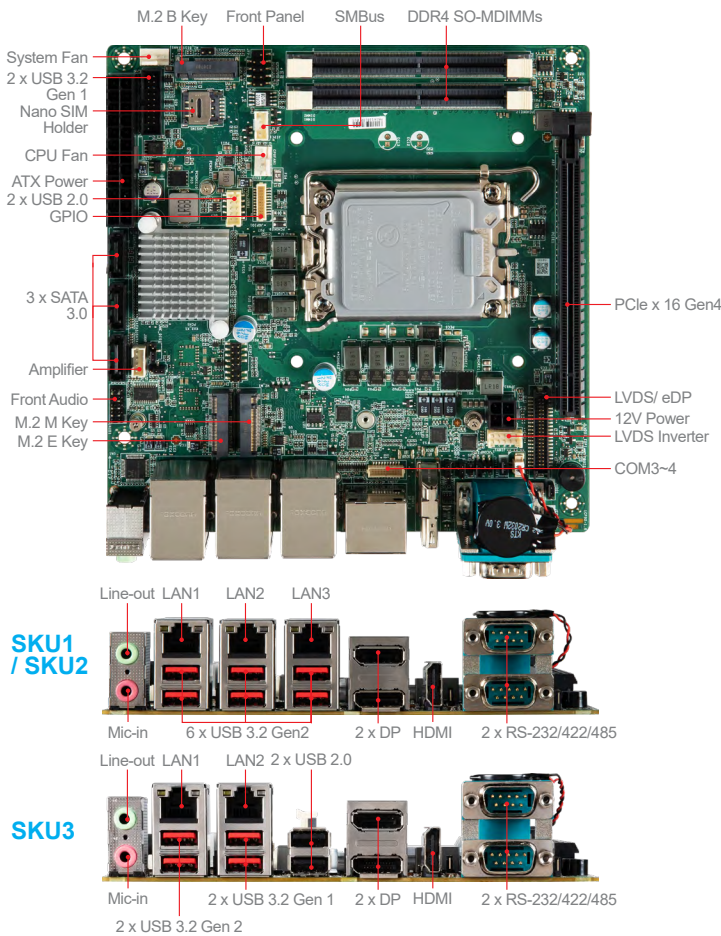 M.2 B Key
Front Panel
SMBus
DDR4 SO-MDIMMs
System Fan
2 x USB 3.2
Gen 1
Nano SIM
Holder
CPU Fan
ATX Power
2 x USB 2.0
GPIO
3 x SATA
3.0
Amplifier
Front Audio
M.2 M Key
M.2 E Key
PCIe x 16 Gen4
LVDS/ eDP
12V Power
LVDS Inverter
COM3~4
KTS
CR2032W 3.0V
Line-out
LAN1
LAN2
LAN3
SKU1
/ SKU2
Mic-in
6 x USB 3.2 Gen2
2 x DP
HDMI
2 x RS-232/422/485
Line-out
LAN1
LAN2
2 x USB 2.0
SKU3
Mic-in
2 x USB 3.2 Gen 1
2 x DP
HDMI
2 x RS-232/422/485
2 x USB 3.2 Gen 2